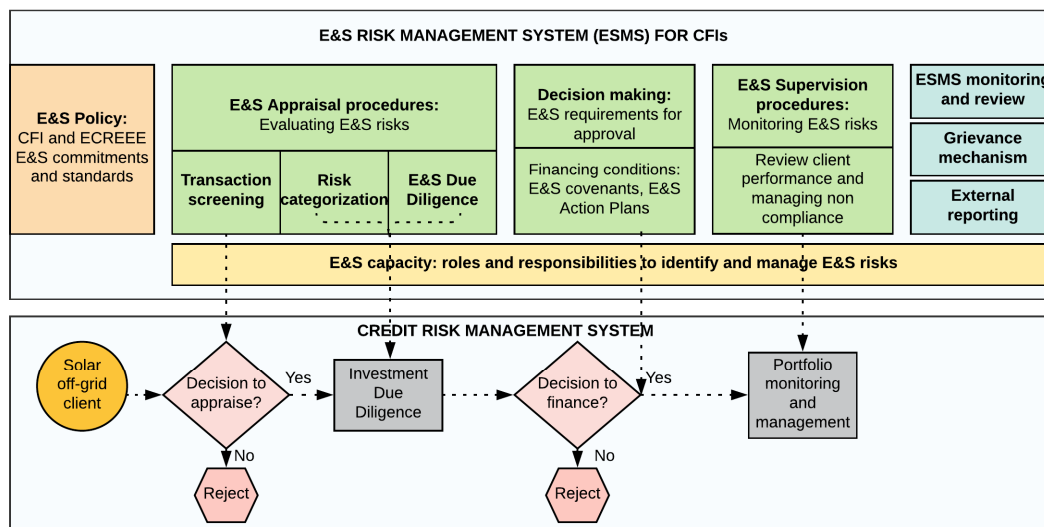 E&S RISK MANAGEMENT SYSTEM (ESMS) FOR CFIs
E&S Policy:
CFI and ECREEE
E&S commitments
and standards
E&S Appraisal procedures:
Evaluating E&S risks
Transaction
screening
Risk
categorization
E&S Due
Diligence
Decision making:
E&S requirements for
approval
Financing conditions:
E&S covenants, E&S
Action Plans
E&S Supervision
procedures:
Monitoring E&S risks
Review client
performance and
managing non
compliance
ESMS monitoring
and review
Grievance
mechanism
External
reporting
E&S capacity: roles and responsibilities to identify and manage E&S risks
CREDIT RISK MANAGEMENT SYSTEM
Solar
off-grid
client
Decision to
appraise?
Yes
No
Reject
Investment
Due
Diligence
Decision to
finance?
Yes
No
Reject
Portfolio
monitoring
and
management